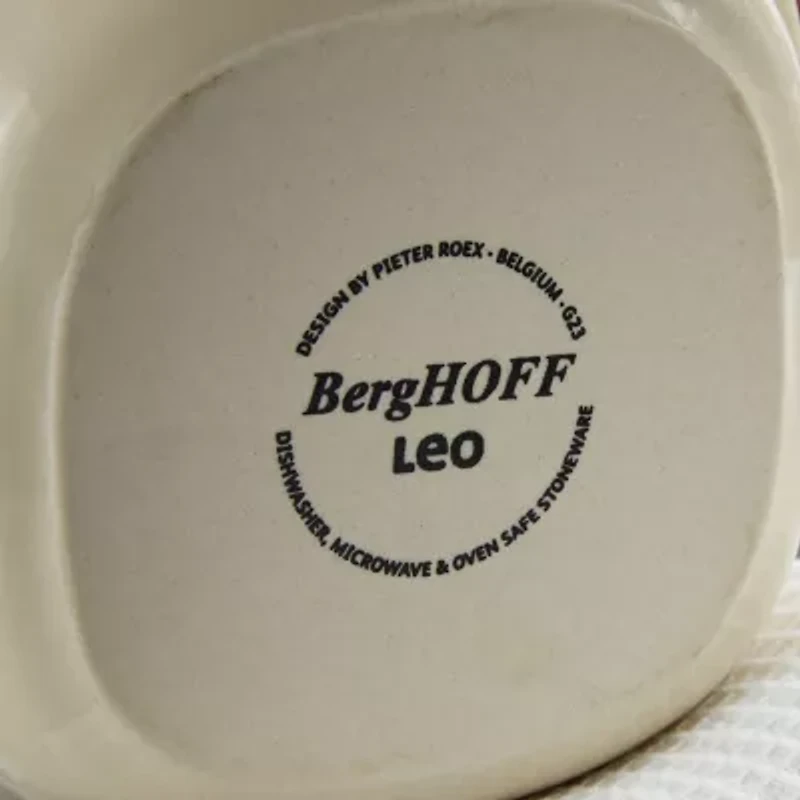 DESIGN BY PIETER ROEX · BELGIUM · G23
BergHOFF
Leo
DISHWASHER, MICROWAVE & OVEN SAFE STONEWARE